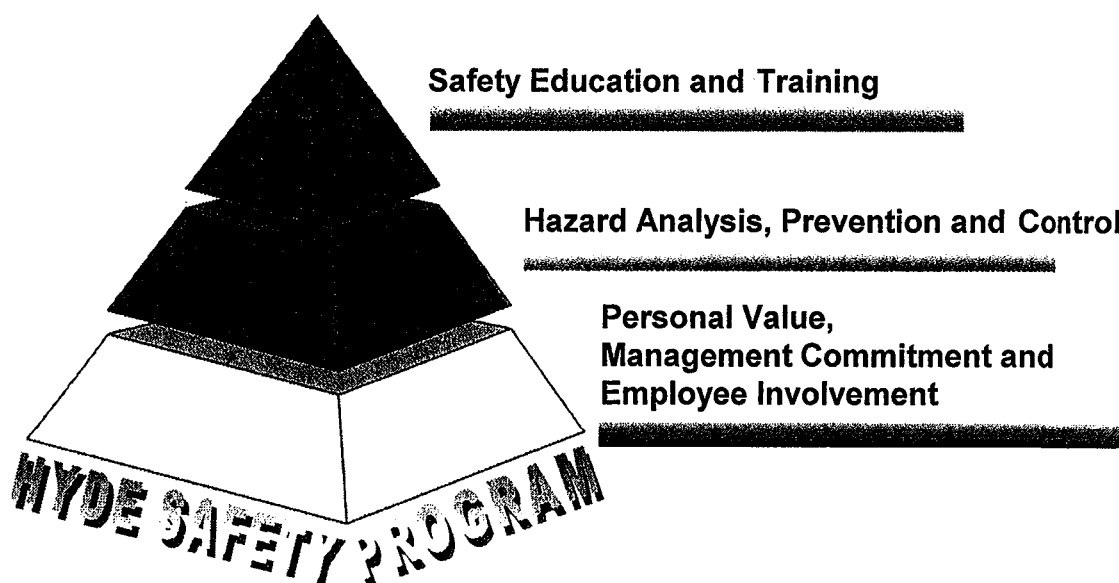 Safety Education and Training
Hazard Analysis, Prevention and Control
Personal Value,
Management Commitment and
Employee Involvement
HYDE SAFETY PROGRAM